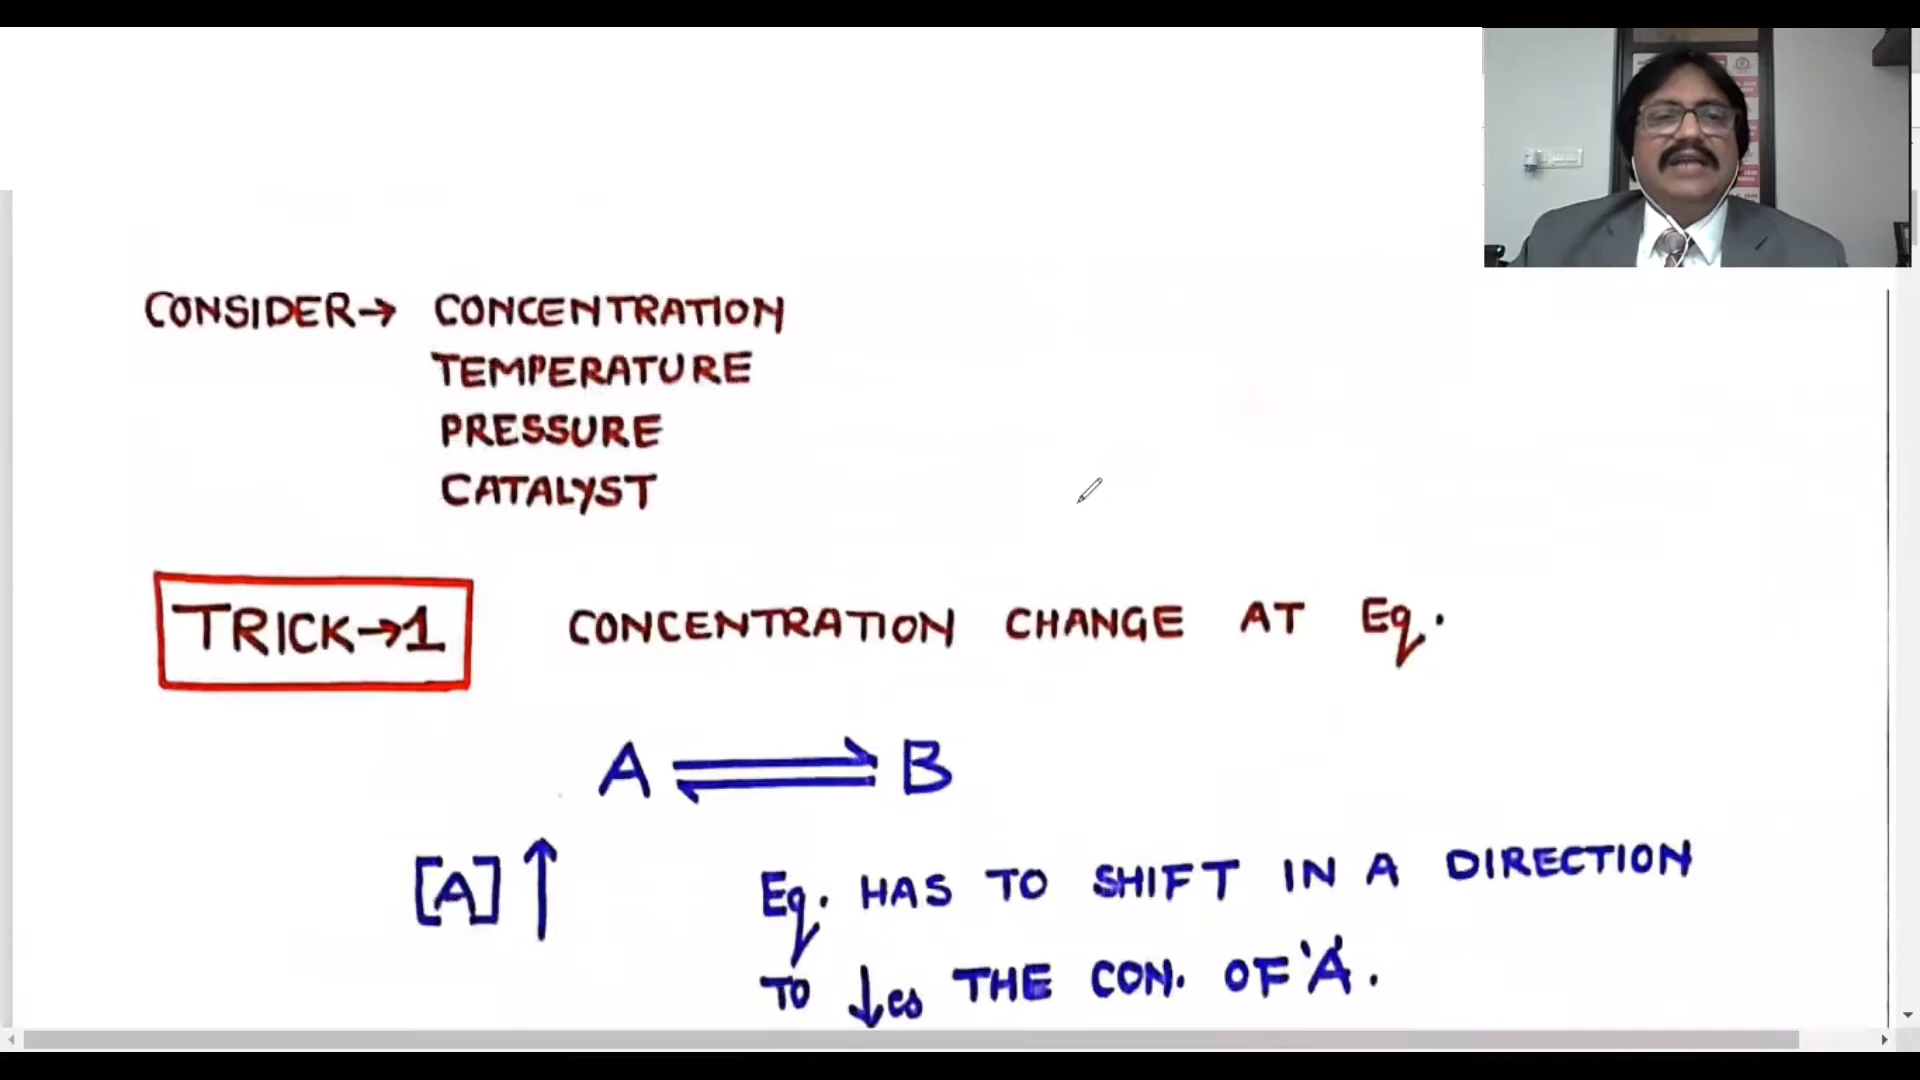 CONSIDER→ CONCENTRATION
TEMPERATURE
PRESSURE
CATALYST
TRICK→1 CONCENTRATION CHANGE AT Eq.
A ⇌ B
[A]↑ Eq. HAS TO SHIFT IN A DIRECTION
TO ↓es THE CON. OF 'A'.